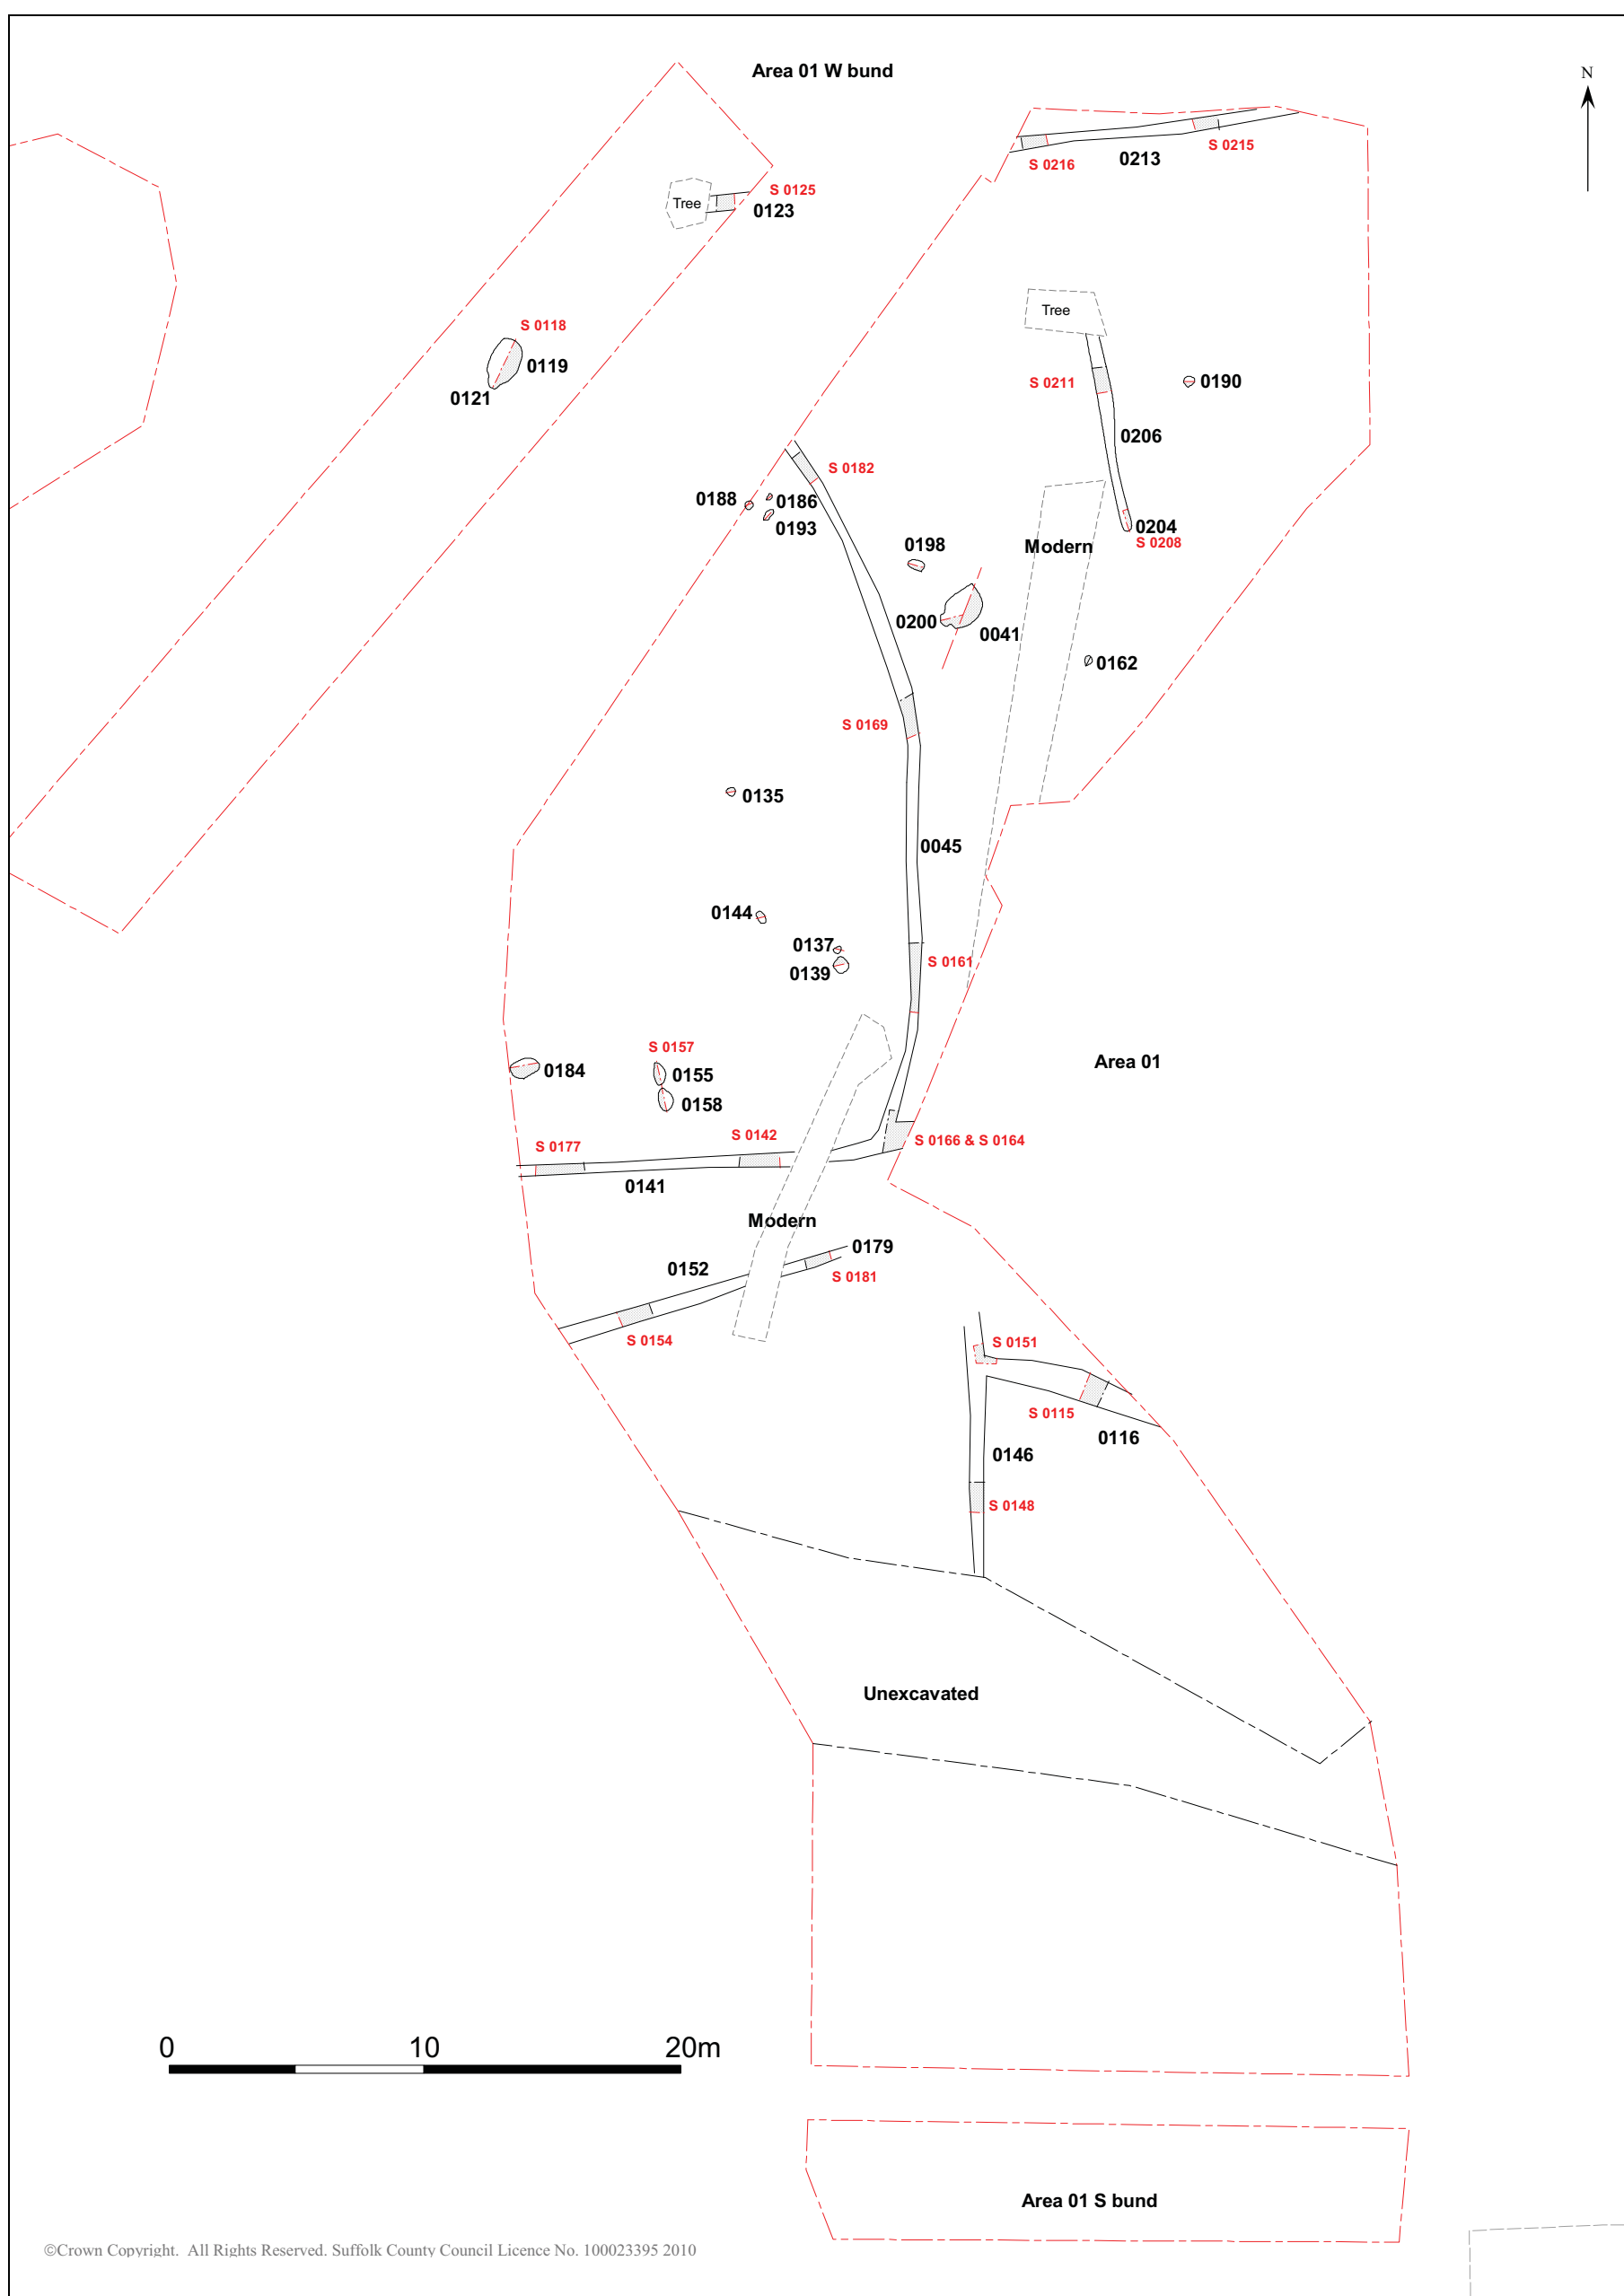 Area 01 W bund
N
S 0216
0213
S 0215
Tree
S 0125
0123
Tree
S 0118
0119
0121
S 0211
0190
0206
S 0182
0188
0186
0193
0204
S 0208
0198
Modern
0200
0041
0162
S 0169
0135
0045
0144
0137
0139
S 0161
S 0157
0184
0155
0158
Area 01
S 0177
S 0142
S 0166 & S 0164
0141
Modern
0179
0152
S 0181
S 0154
S 0151
S 0115
0116
0146
S 0148
Unexcavated
0 10 20m
Area 01 S bund
©Crown Copyright. All Rights Reserved. Suffolk County Council Licence No. 100023395 2010